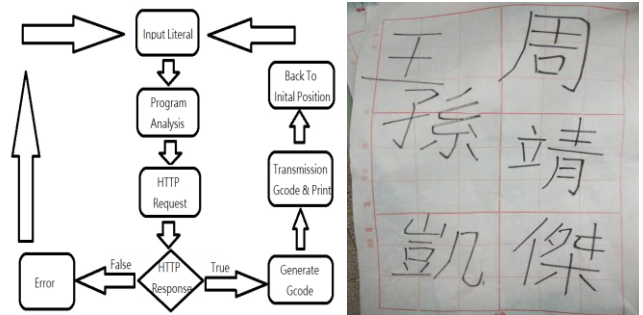 Input Literal
Program
Analysis
HTTP
Request
HTTP
Response
False
Error
True
Generate
Gcode
Transmission
Gcode & Print
Back To
Inital Position
周靖傑
王孫凱